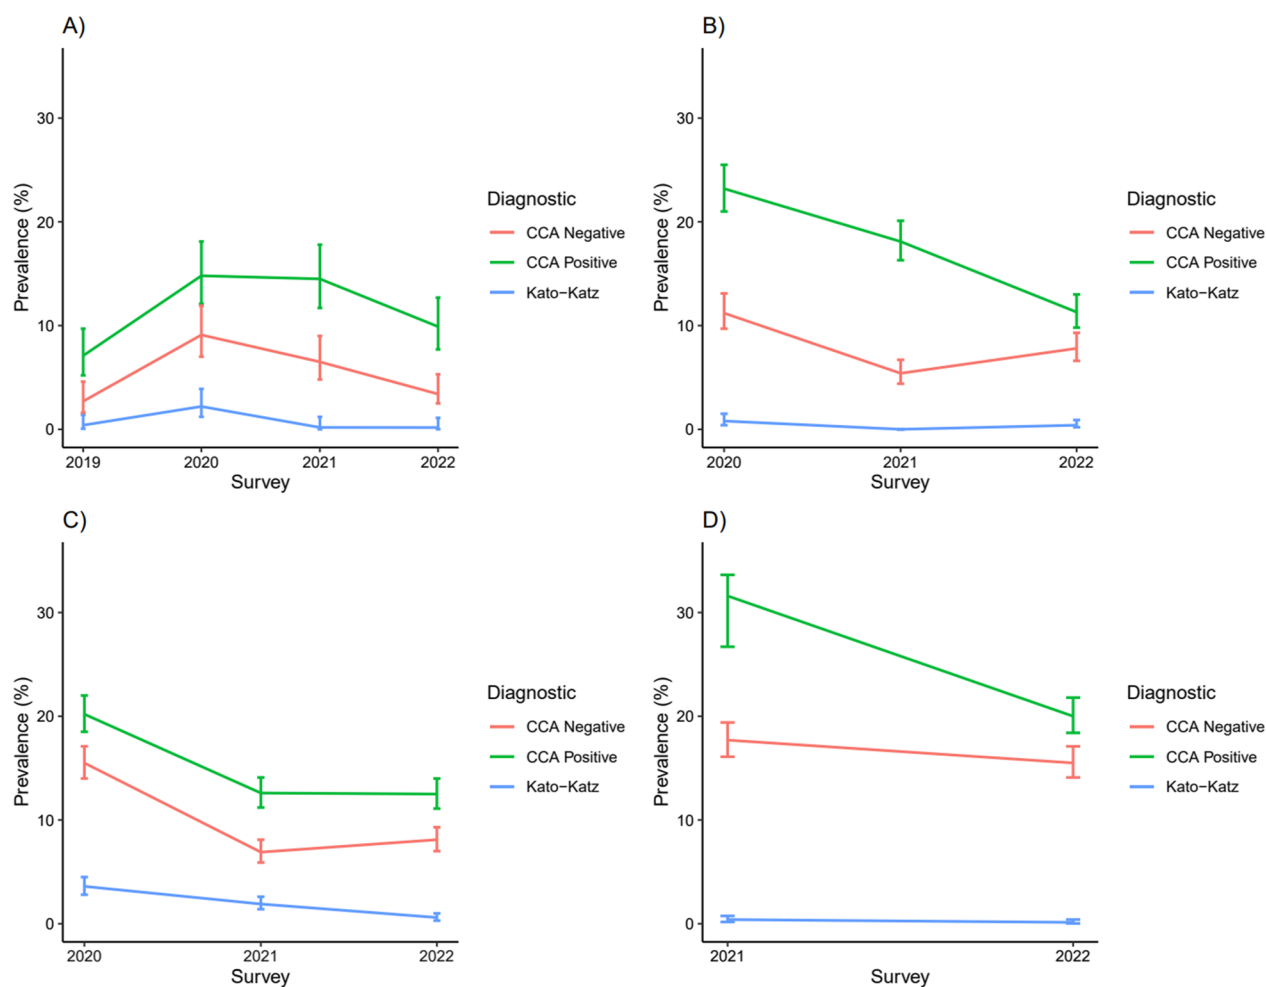 A)
Prevalence (%)
30
20
10
0
2019 2020 2021 2022
Survey
Diagnostic
CCA Negative
CCA Positive
Kato−Katz
B)
Prevalence (%)
30
20
10
0
2020 2021 2022
Survey
Diagnostic
CCA Negative
CCA Positive
Kato−Katz
C)
Prevalence (%)
30
20
10
0
2020 2021 2022
Survey
Diagnostic
CCA Negative
CCA Positive
Kato−Katz
D)
Prevalence (%)
30
20
10
0
2021 2022
Survey
Diagnostic
CCA Negative
CCA Positive
Kato−Katz